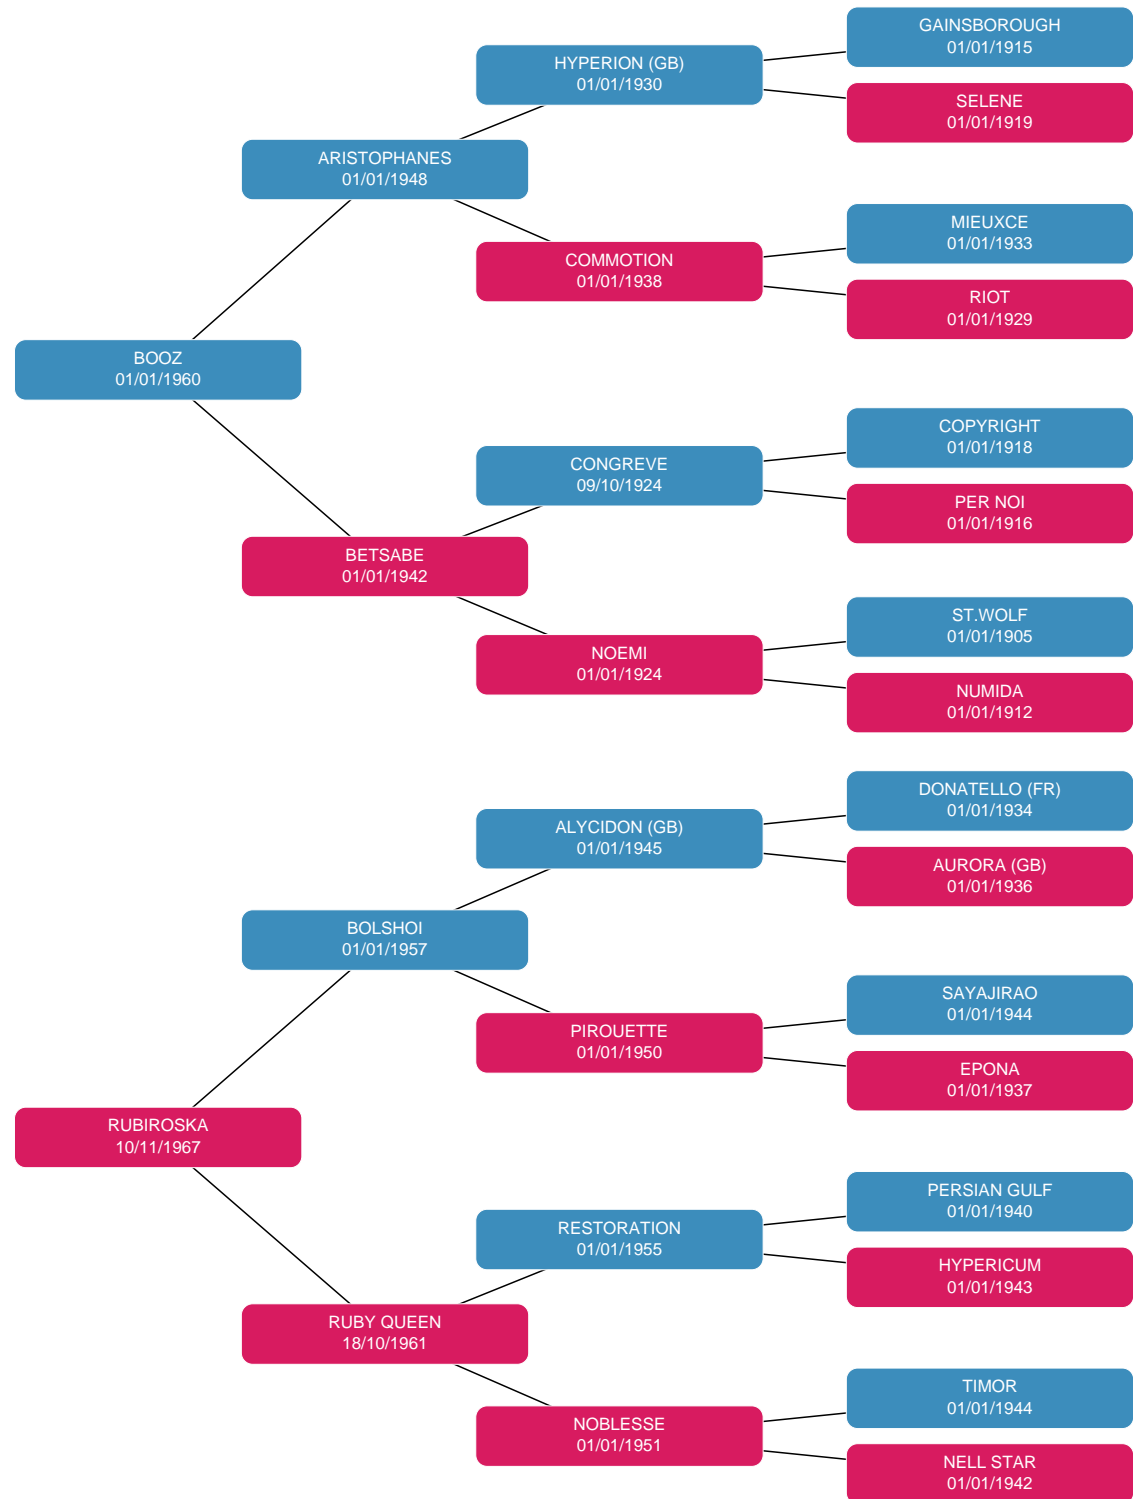 GAINSBOROUGH
01/01/1915
HYPERION (GB)
01/01/1930
SELENE
01/01/1919
ARISTOPHANES
01/01/1948
MIEUXCE
01/01/1933
COMMOTION
01/01/1938
RIOT
01/01/1929
BOOZ
01/01/1960
COPYRIGHT
01/01/1918
CONGREVE
09/10/1924
PER NOI
01/01/1916
BETSABE
01/01/1942
ST.WOLF
01/01/1905
NOEMI
01/01/1924
NUMIDA
01/01/1912
DONATELLO (FR)
01/01/1934
ALYCIDON (GB)
01/01/1945
AURORA (GB)
01/01/1936
BOLSHOI
01/01/1957
SAYAJIRAO
01/01/1944
PIROUETTE
01/01/1950
EPONA
01/01/1937
RUBIROSKA
10/11/1967
PERSIAN GULF
01/01/1940
RESTORATION
01/01/1955
HYPERICUM
01/01/1943
RUBY QUEEN
18/10/1961
TIMOR
01/01/1944
NOBLESSE
01/01/1951
NELL STAR
01/01/1942